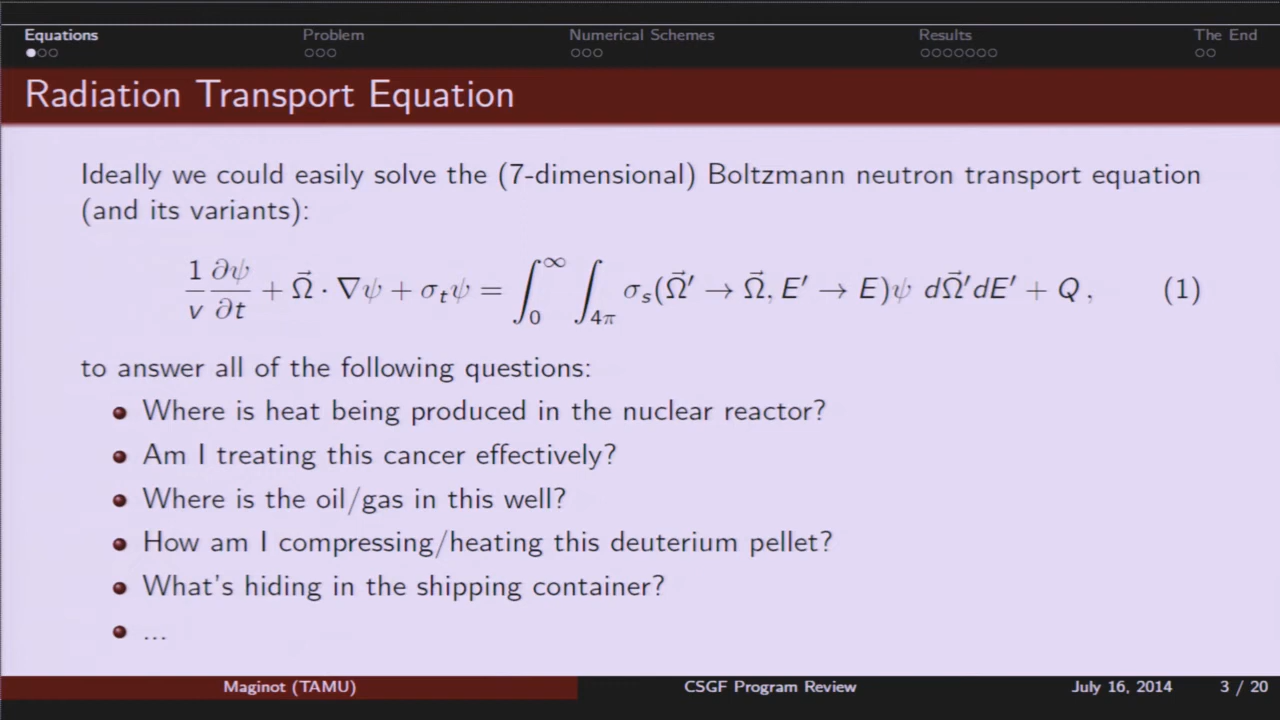 Equations Problem Numerical Schemes Results The End
Radiation Transport Equation
Ideally we could easily solve the (7-dimensional) Boltzmann neutron transport equation
(and its variants):
1/v ∂ψ/∂t + Ω⃗ · ∇ψ + σₜψ = ∫₀^∞ ∫_4π σₛ(Ω⃗′ → Ω⃗, E′ → E)ψ dΩ⃗′dE′ + Q , (1)
to answer all of the following questions:
Where is heat being produced in the nuclear reactor?
Am I treating this cancer effectively?
Where is the oil/gas in this well?
How am I compressing/heating this deuterium pellet?
What's hiding in the shipping container?
...
Maginot (TAMU) CSGF Program Review July 16, 2014 3 / 20